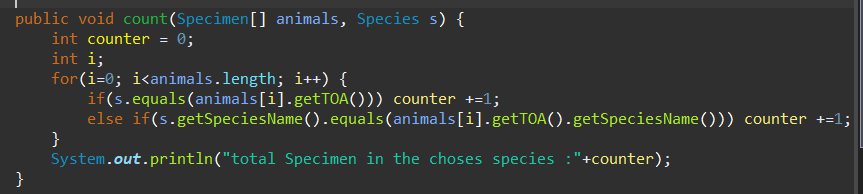 public void count(Specimen[] animals, Species s) {
    int counter = 0;
    int i;
    for(i=0; i<animals.length; i++) {
        if(s.equals(animals[i].getTOA())) counter +=1;
        else if(s.getSpeciesName().equals(animals[i].getTOA().getSpeciesName())) counter +=1;
    }
    System.out.println("total Specimen in the choses species :"+counter);
}